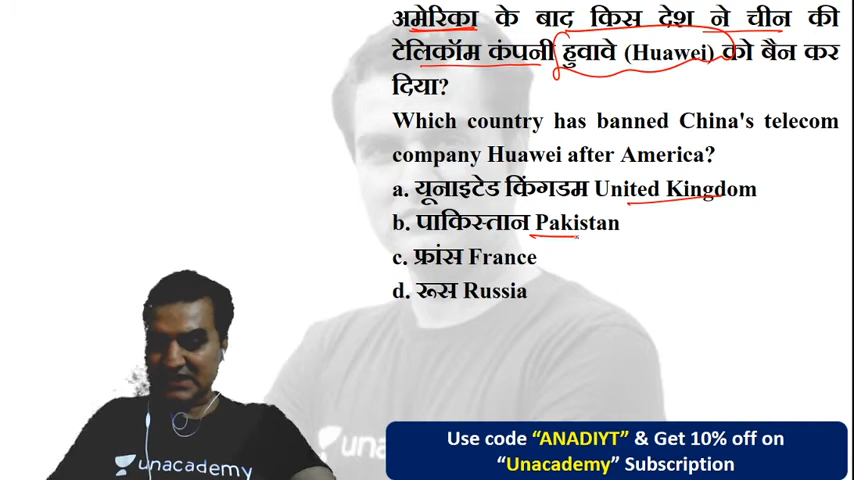 अमेरिका के बाद किस देश ने चीन की
टेलिकॉम कंपनी हुवावे (Huawei) को बैन कर
दिया?
Which country has banned China's telecom
company Huawei after America?
a. यूनाइटेड किंगडम United Kingdom
b. पाकिस्तान Pakistan
c. फ्रांस France
d. रूस Russia
unacademy
una
Use code “ANADIYT” & Get 10% off on
“Unacademy” Subscription